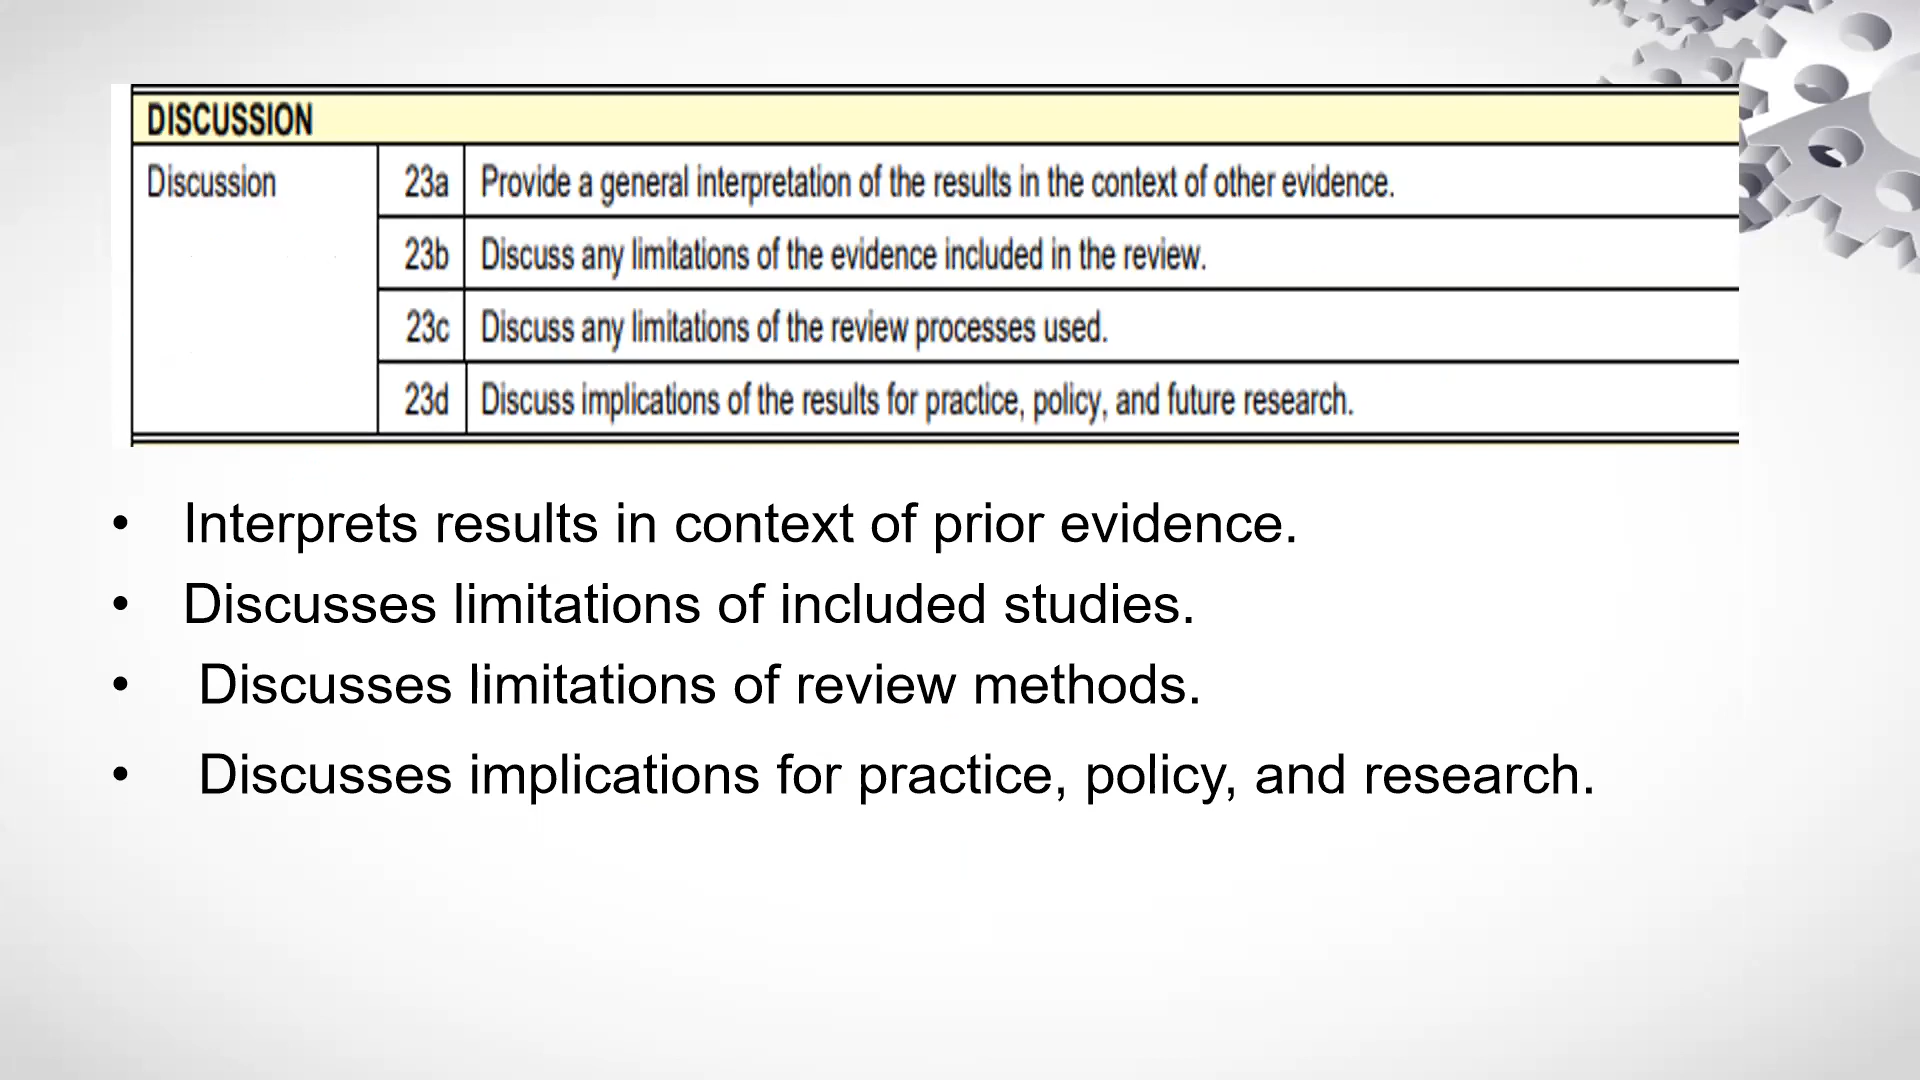 DISCUSSION
Discussion 23a Provide a general interpretation of the results in the context of other evidence.
23b Discuss any limitations of the evidence included in the review.
23c Discuss any limitations of the review processes used.
23d Discuss implications of the results for practice, policy, and future research.
• Interprets results in context of prior evidence.
• Discusses limitations of included studies.
• Discusses limitations of review methods.
• Discusses implications for practice, policy, and research.